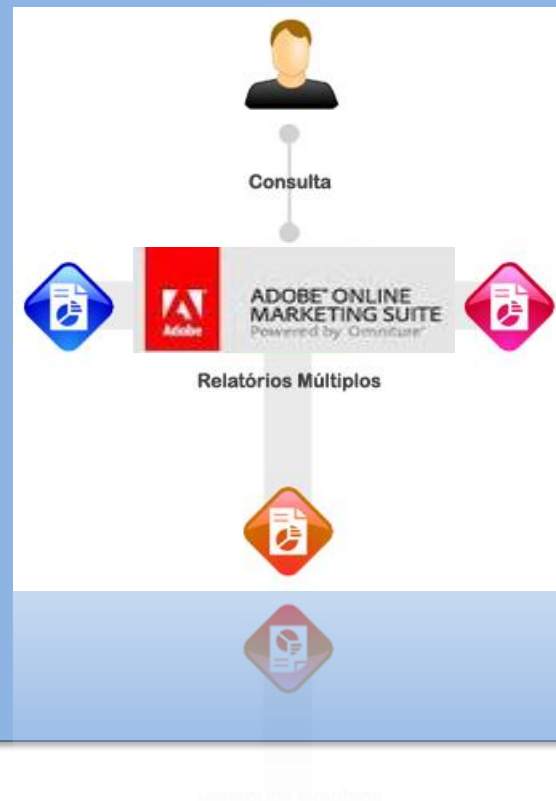 Consulta
Adobe
ADOBE® ONLINE
MARKETING SUITE
Powered by Omniture®
Relatórios Múltiplos